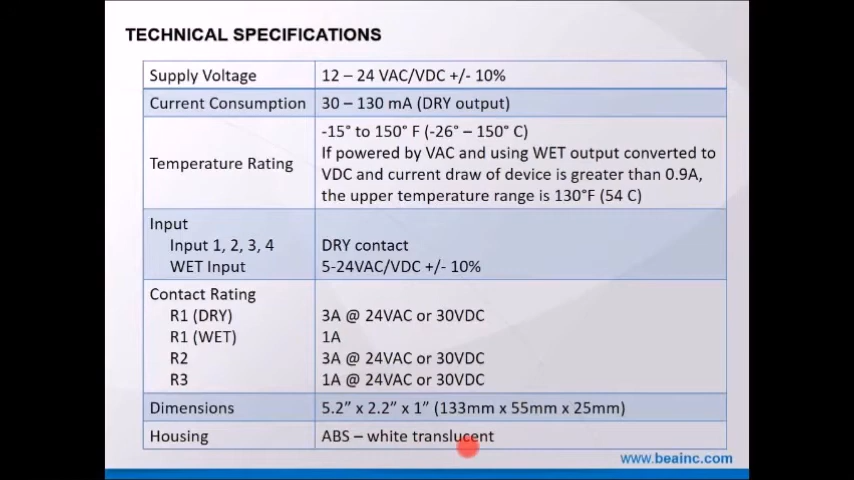 TECHNICAL SPECIFICATIONS
Supply Voltage 12 – 24 VAC/VDC +/- 10%
Current Consumption 30 – 130 mA (DRY output)
Temperature Rating
-15° to 150° F (-26° – 150° C)
If powered by VAC and using WET output converted to
VDC and current draw of device is greater than 0.9A,
the upper temperature range is 130°F (54 C)
Input
Input 1, 2, 3, 4 DRY contact
WET Input 5-24VAC/VDC +/- 10%
Contact Rating
R1 (DRY) 3A @ 24VAC or 30VDC
R1 (WET) 1A
R2 3A @ 24VAC or 30VDC
R3 1A @ 24VAC or 30VDC
Dimensions 5.2” x 2.2” x 1” (133mm x 55mm x 25mm)
Housing ABS – white translucent
www.beainc.com